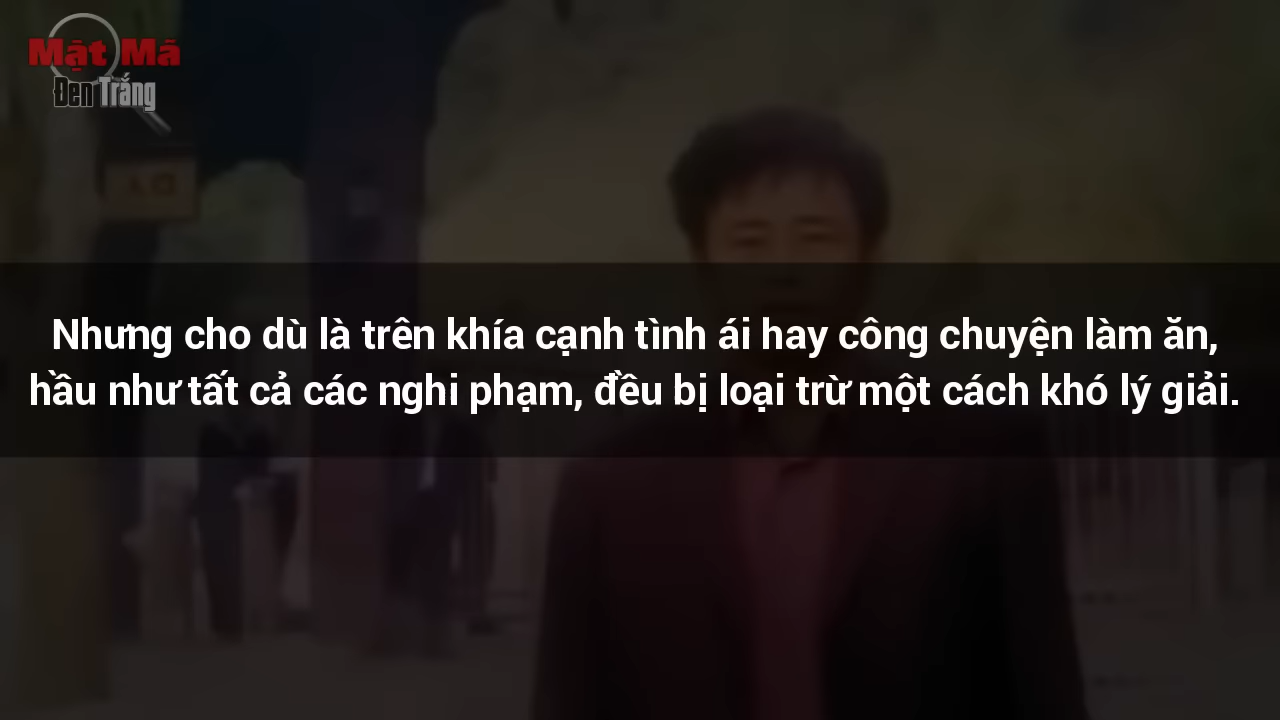 Mật Mã
Đen Trắng
Nhưng cho dù là trên khía cạnh tình ái hay công chuyện làm ăn,
hầu như tất cả các nghi phạm, đều bị loại trừ một cách khó lý giải.